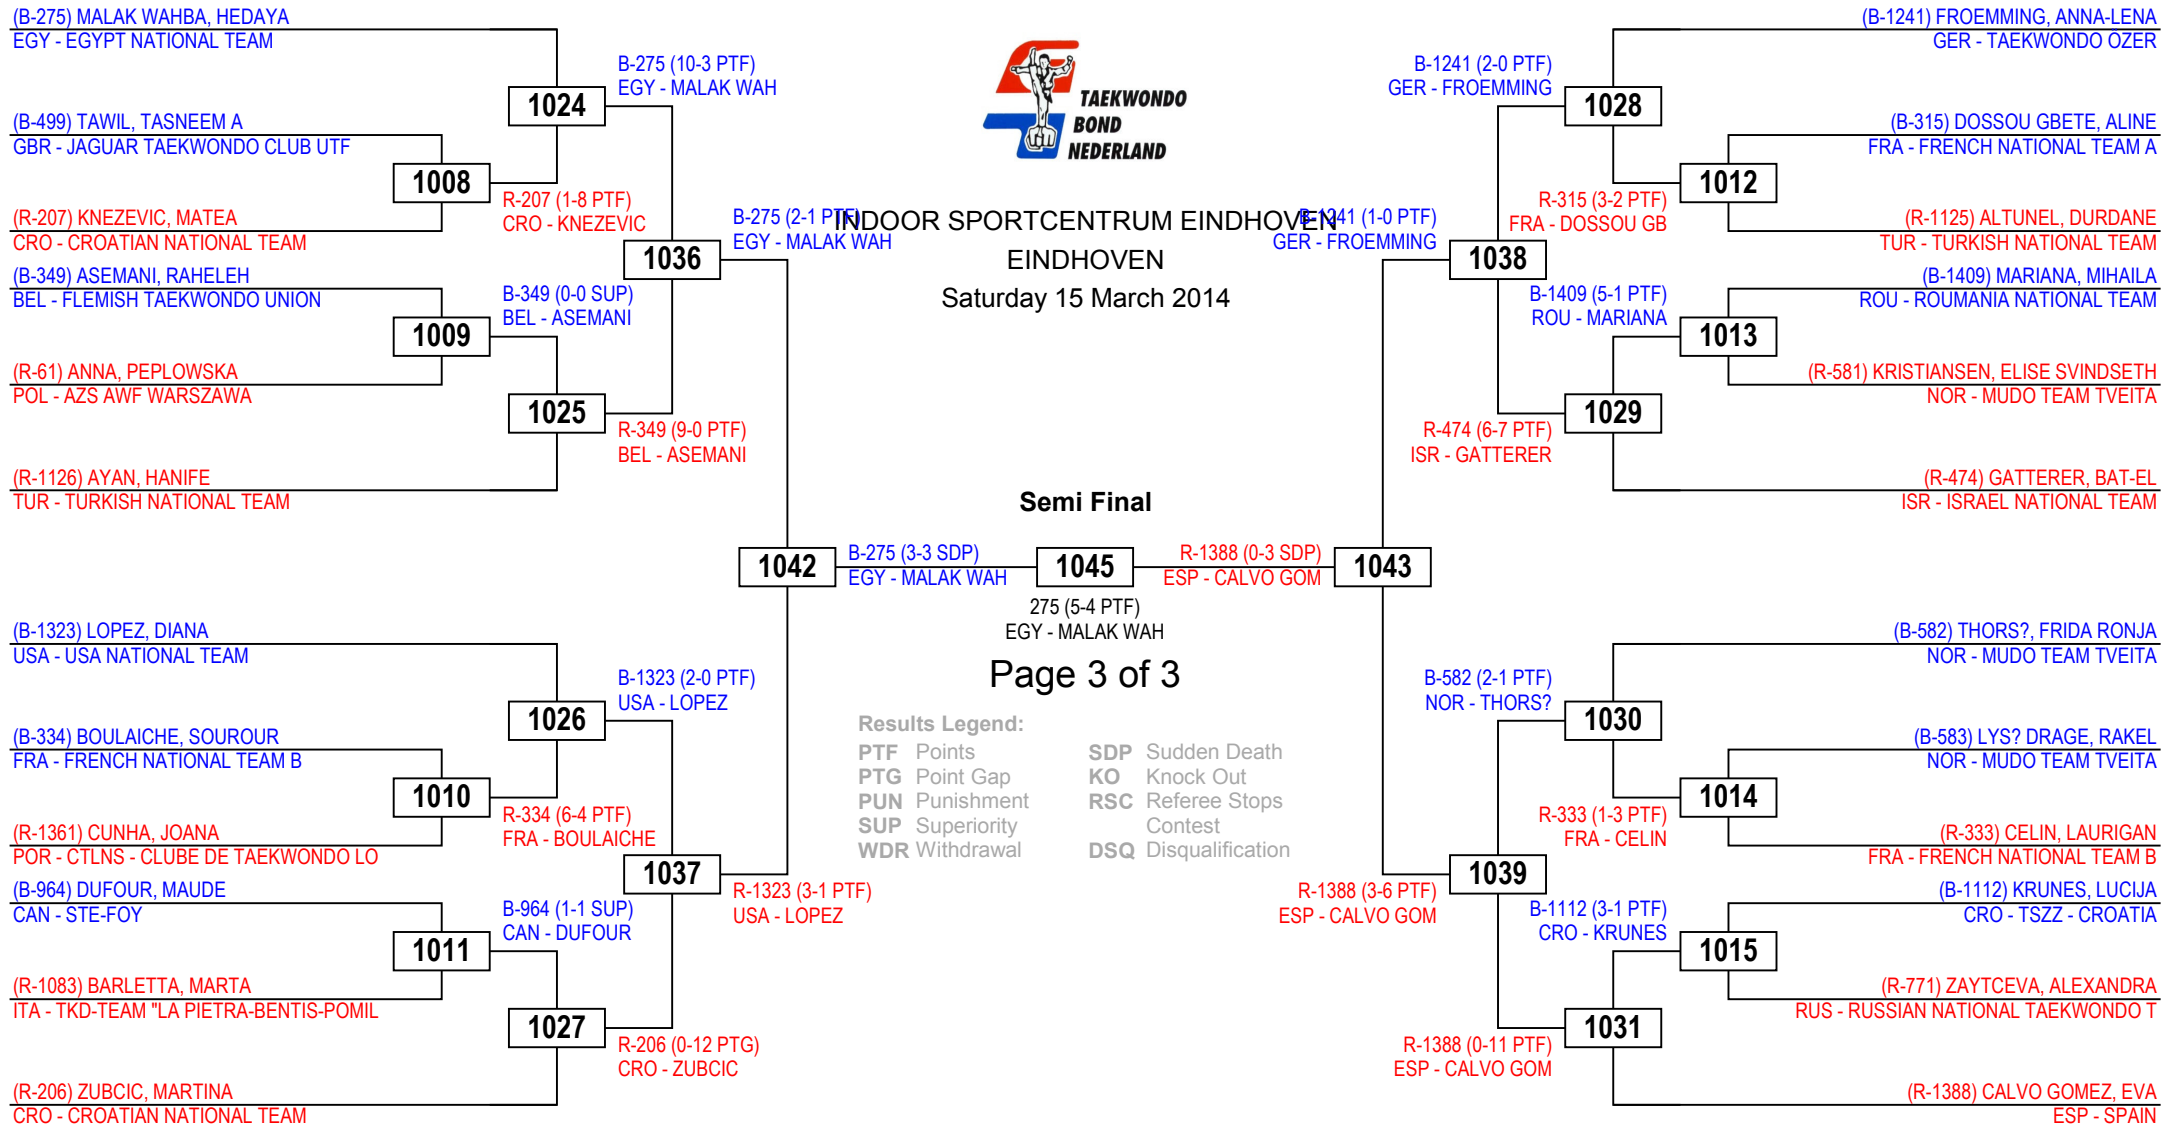 (B-275) MALAK WAHBA, HEDAYA
EGY - EGYPT NATIONAL TEAM
(B-499) TAWIL, TASNEEM A
GBR - JAGUAR TAEKWONDO CLUB UTF
(R-207) KNEZEVIC, MATEA
CRO - CROATIAN NATIONAL TEAM
(B-349) ASEMANI, RAHELEH
BEL - FLEMISH TAEKWONDO UNION
(R-61) ANNA, PEPLOWSKA
POL - AZS AWF WARSZAWA
(R-1126) AYAN, HANIFE
TUR - TURKISH NATIONAL TEAM
(B-1323) LOPEZ, DIANA
USA - USA NATIONAL TEAM
(B-334) BOULAICHE, SOUROUR
FRA - FRENCH NATIONAL TEAM B
(R-1361) CUNHA, JOANA
POR - CTLNS - CLUBE DE TAEKWONDO LO
(B-964) DUFOUR, MAUDE
CAN - STE-FOY
(R-1083) BARLETTA, MARTA
ITA - TKD-TEAM "LA PIETRA-BENTIS-POMIL
(R-206) ZUBCIC, MARTINA
CRO - CROATIAN NATIONAL TEAM
1008
1009
1010
1011
R-207 (1-8 PTF)
CRO - KNEZEVIC
B-349 (0-0 SUP)
BEL - ASEMANI
R-334 (6-4 PTF)
FRA - BOULAICHE
B-964 (1-1 SUP)
CAN - DUFOUR
1024
1025
1026
1027
B-275 (10-3 PTF)
EGY - MALAK WAH
R-349 (9-0 PTF)
BEL - ASEMANI
B-1323 (2-0 PTF)
USA - LOPEZ
R-206 (0-12 PTG)
CRO - ZUBCIC
1036
1037
B-275 (2-1 PTF)
EGY - MALAK WAH
R-1323 (3-1 PTF)
USA - LOPEZ
1042
B-275 (3-3 SDP)
EGY - MALAK WAH
TAEKWONDO
BOND
NEDERLAND
INDOOR SPORTCENTRUM EINDHOVEN
EINDHOVEN
Saturday 15 March 2014
Semi Final
1045
275 (5-4 PTF)
EGY - MALAK WAH
Page 3 of 3
Results Legend:
PTF Points SDP Sudden Death
PTG Point Gap KO Knock Out
PUN Punishment RSC Referee Stops
SUP Superiority Contest
WDR Withdrawal DSQ Disqualification
R-1388 (0-3 SDP)
ESP - CALVO GOM
1043
B-1241 (1-0 PTF)
GER - FROEMMING
R-1388 (3-6 PTF)
ESP - CALVO GOM
1038
1039
B-1241 (2-0 PTF)
GER - FROEMMING
R-474 (6-7 PTF)
ISR - GATTERER
B-582 (2-1 PTF)
NOR - THORS?
R-1388 (0-11 PTF)
ESP - CALVO GOM
1028
1029
1030
1031
R-315 (3-2 PTF)
FRA - DOSSOU GB
B-1409 (5-1 PTF)
ROU - MARIANA
R-333 (1-3 PTF)
FRA - CELIN
B-1112 (3-1 PTF)
CRO - KRUNES
1012
1013
1014
1015
(B-1241) FROEMMING, ANNA-LENA
GER - TAEKWONDO ÖZER
(B-315) DOSSOU GBETE, ALINE
FRA - FRENCH NATIONAL TEAM A
(R-1125) ALTUNEL, DURDANE
TUR - TURKISH NATIONAL TEAM
(B-1409) MARIANA, MIHAILA
ROU - ROUMANIA NATIONAL TEAM
(R-581) KRISTIANSEN, ELISE SVINDSETH
NOR - MUDO TEAM TVEITA
(R-474) GATTERER, BAT-EL
ISR - ISRAEL NATIONAL TEAM
(B-582) THORS?, FRIDA RONJA
NOR - MUDO TEAM TVEITA
(B-583) LYS? DRAGE, RAKEL
NOR - MUDO TEAM TVEITA
(R-333) CELIN, LAURIGAN
FRA - FRENCH NATIONAL TEAM B
(B-1112) KRUNES, LUCIJA
CRO - TSZZ - CROATIA
(R-771) ZAYTCEVA, ALEXANDRA
RUS - RUSSIAN NATIONAL TAEKWONDO T
(R-1388) CALVO GOMEZ, EVA
ESP - SPAIN